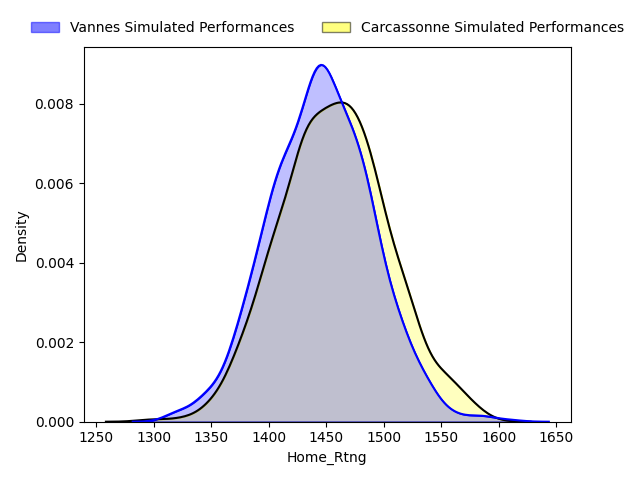 Vannes Simulated Performances Carcassonne Simulated Performances
0.008
0.006
0.004
0.002
0.000
Density
1250 1300 1350 1400 1450 1500 1550 1600 1650
Home_Rtng